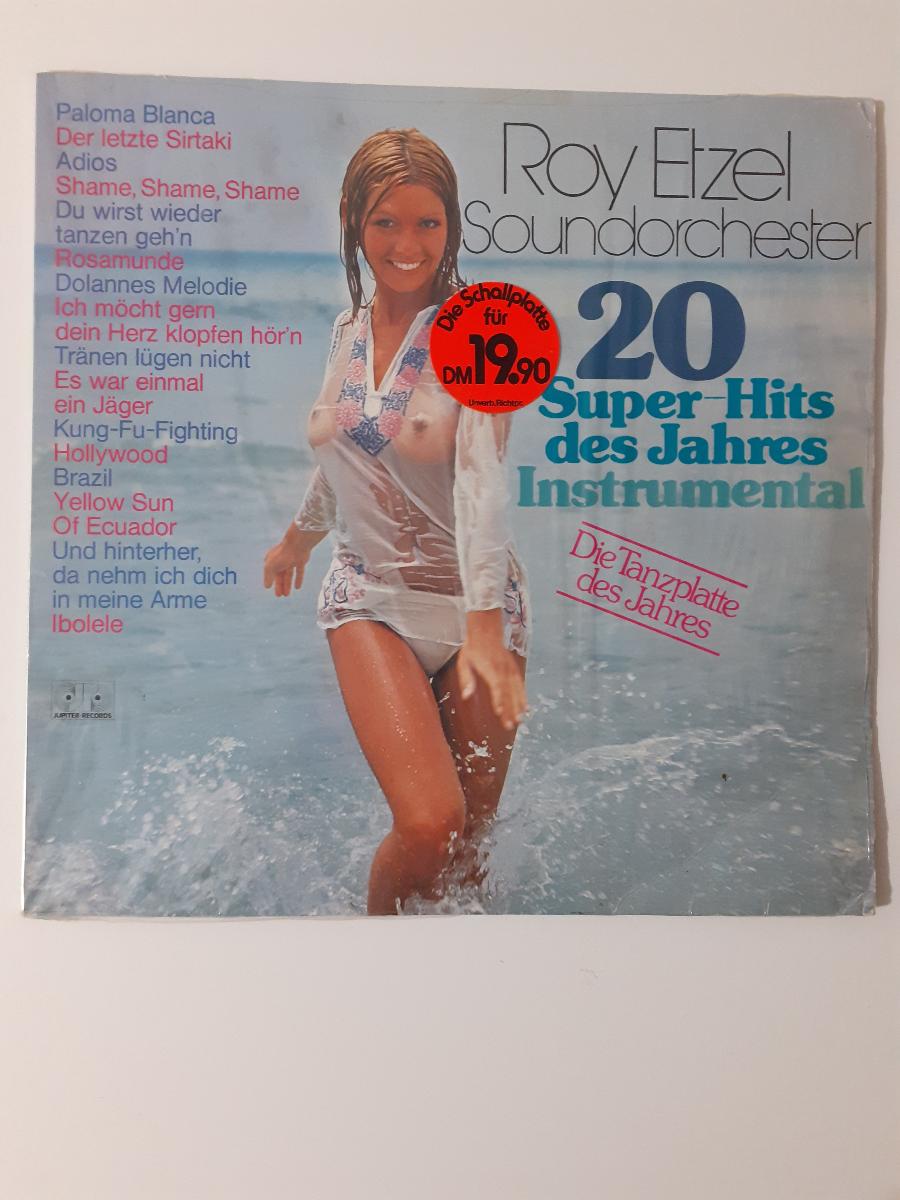 Paloma Blanca
Der letzte Sirtaki
Adios
Shame, Shame, Shame
Du wirst wieder
tanzen geh'n
Rosamunde
Dolannes Melodie
Ich möcht gern
dein Herz klopfen hör'n
Tränen lügen nicht
Es war einmal
ein Jäger
Kung-Fu-Fighting
Hollywood
Brazil
Yellow Sun
Of Ecuador
Und hinterher,
da nehm ich dich
in meine Arme
Ibolele
JUPITER-RECORDS
Roy Etzel
Soundorchester
Die Schallplatte
für
DM 19.90
Unverb. Richtpr.
20
Super-Hits
des Jahres
Instrumental
Die Tanzplatte
des Jahres